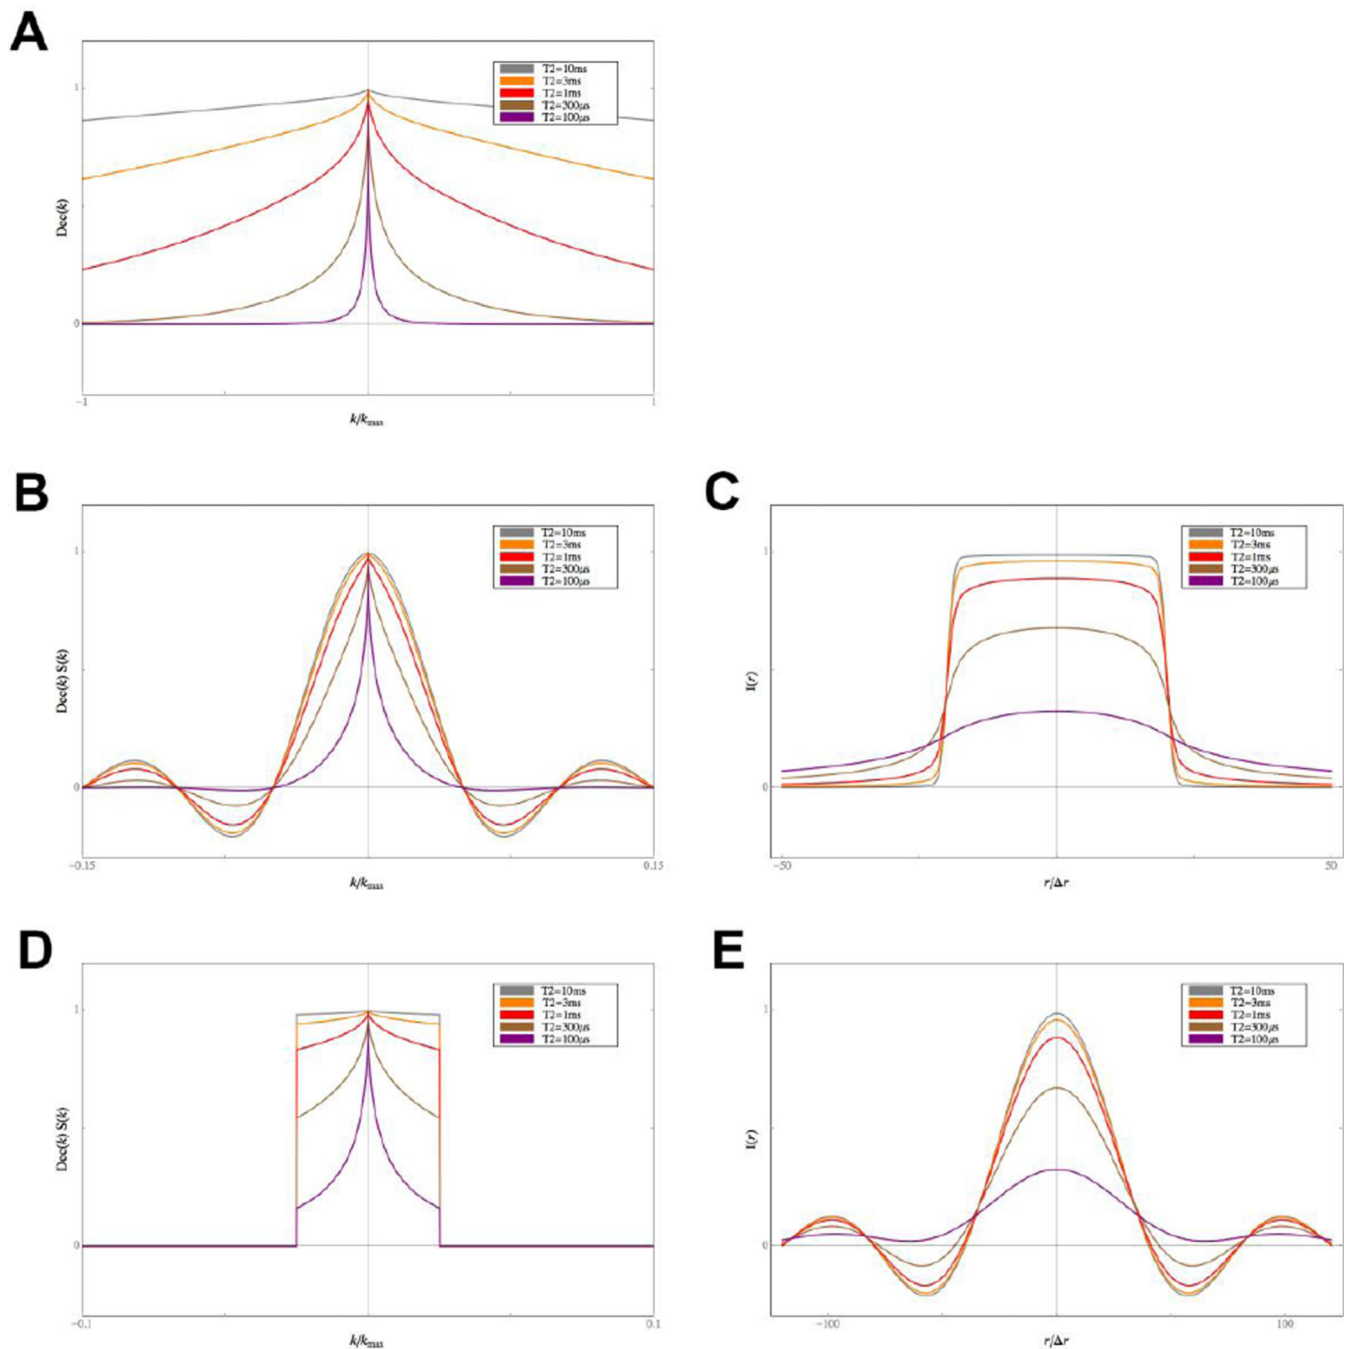 A
T2=10ms
T2=3ms
T2=1ms
T2=300μs
T2=100μs
1
0
Dec(k)
-1
1
k/kmax
B
T2=10ms
T2=3ms
T2=1ms
T2=300μs
T2=100μs
1
0
Dec(k) S(k)
-0.15
0.15
k/kmax
C
T2=10ms
T2=3ms
T2=1ms
T2=300μs
T2=100μs
1
0
I(r)
-50
50
r/Δr
D
T2=10ms
T2=3ms
T2=1ms
T2=300μs
T2=100μs
1
0
Dec(k) S(k)
-0.1
0.1
k/kmax
E
T2=10ms
T2=3ms
T2=1ms
T2=300μs
T2=100μs
1
0
I(r)
-100
100
r/Δr